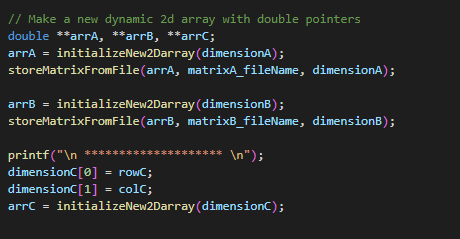 // Make a new dynamic 2d array with double pointers
double **arrA, **arrB, **arrC;
arrA = initializeNew2Darray(dimensionA);
storeMatrixFromFile(arrA, matrixA_fileName, dimensionA);
arrB = initializeNew2Darray(dimensionB);
storeMatrixFromFile(arrB, matrixB_fileName, dimensionB);
printf("\n ******************** \n");
dimensionC[0] = rowC;
dimensionC[1] = colC;
arrC = initializeNew2Darray(dimensionC);